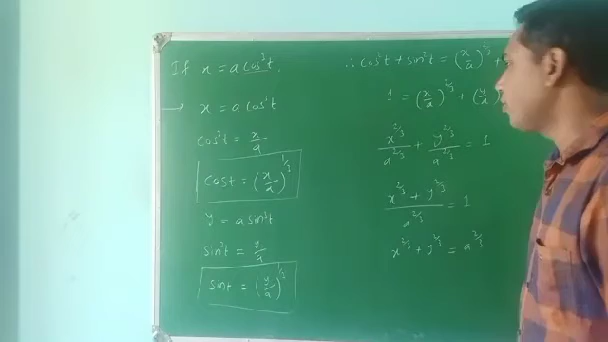 If x = a cos³t.
→ x = a cos³t
cos³t = x/a
cost = (x/a)^1/3
y = a sin³t
sin³t = y/a
sint = (y/a)^1/3
∴ cos²t + sin²t = (x/a)^2/3 +
1 = (x/a)^2/3 + (y/a)
x^2/3/a^2/3 + y^2/3/a^2/3 = 1
x^2/3 + y^2/3/a^2/3 = 1
x^2/3 + y^2/3 = a^2/3